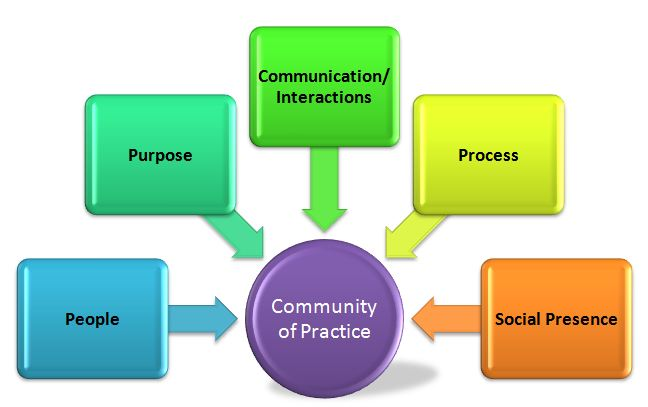 Communication/
Interactions
Purpose
Process
People
Community
of Practice
Social Presence